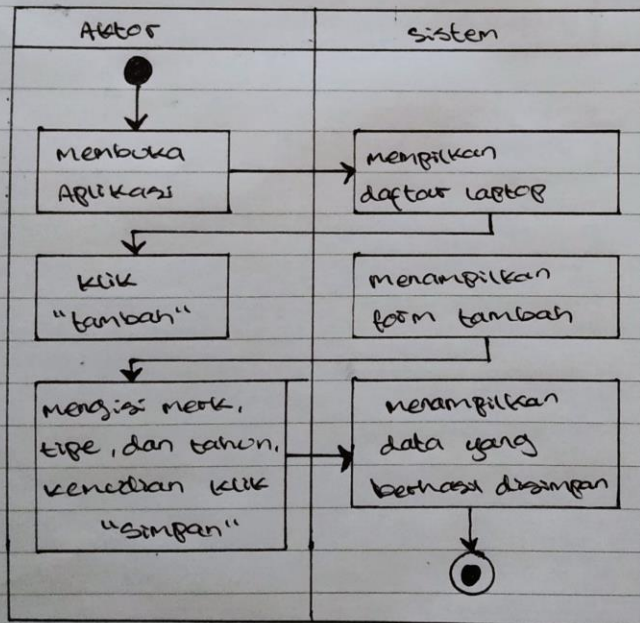 Aktor
Sistem
Membuka
Aplikasi
Mempilkan
daftar laptop
Klik
"tambah"
Menampilkan
form tambah
Mengisi merk,
tipe, dan tahun,
kemudian klik
"Simpan"
menampilkan
data yang
berhasil disimpan